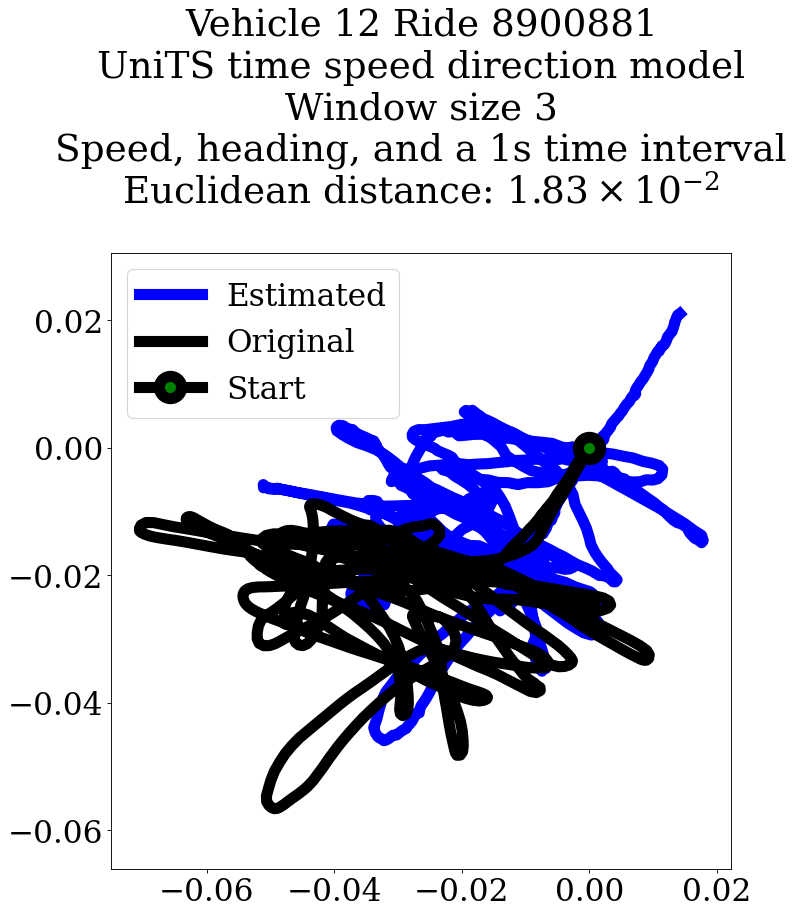 Vehicle 12 Ride 8900881
UniTS time speed direction model
Window size 3
Speed, heading, and a 1s time interval
Euclidean distance: 1.83 × 10⁻²
Estimated
Original
Start
0.02
0.00
−0.02
−0.04
−0.06
−0.06 −0.04 −0.02 0.00 0.02